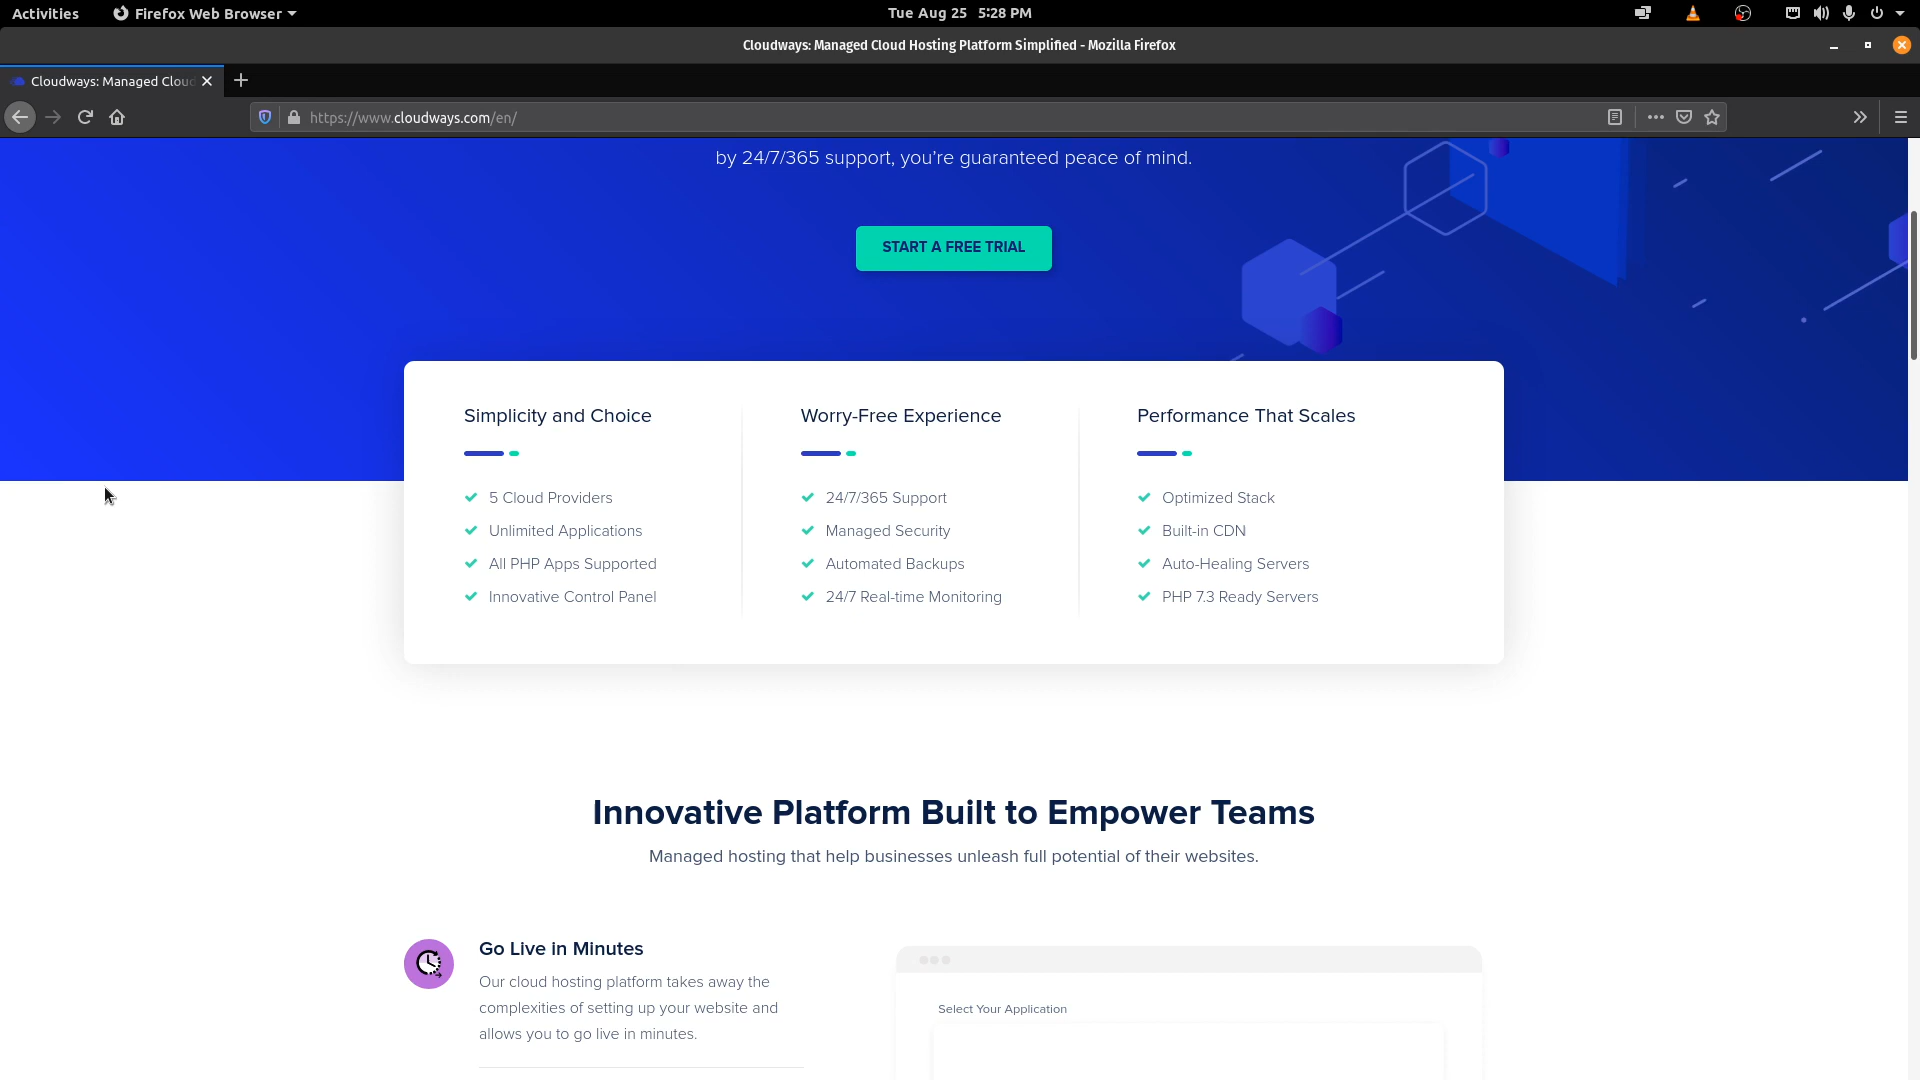 Activities
Firefox Web Browser
Tue Aug 25 5:28 PM
Cloudways: Managed Cloud Hosting Platform Simplified - Mozilla Firefox
Cloudways: Managed Cloud
https://www.cloudways.com/en/
by 24/7/365 support, you’re guaranteed peace of mind.
START A FREE TRIAL
Simplicity and Choice
5 Cloud Providers
Unlimited Applications
All PHP Apps Supported
Innovative Control Panel
Worry-Free Experience
24/7/365 Support
Managed Security
Automated Backups
24/7 Real-time Monitoring
Performance That Scales
Optimized Stack
Built-in CDN
Auto-Healing Servers
PHP 7.3 Ready Servers
Innovative Platform Built to Empower Teams
Managed hosting that help businesses unleash full potential of their websites.
Go Live in Minutes
Our cloud hosting platform takes away the
complexities of setting up your website and
allows you to go live in minutes.
Select Your Application